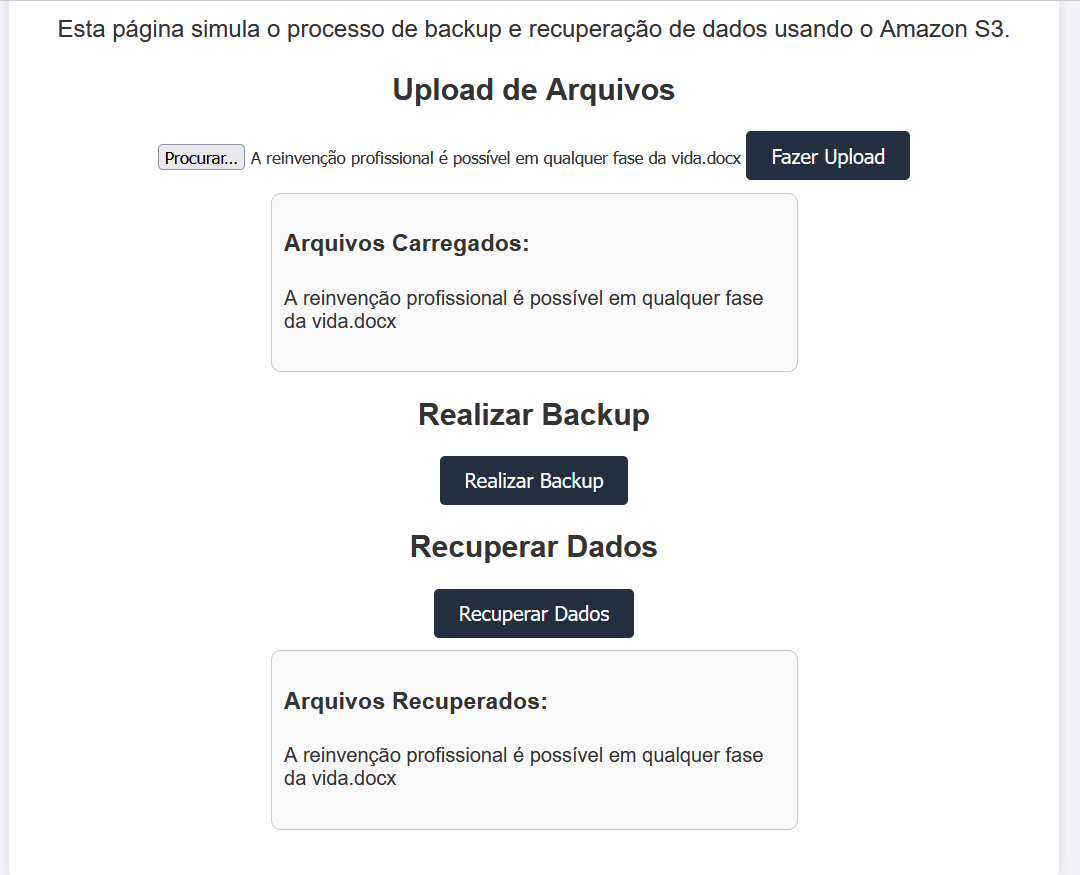 Esta página simula o processo de backup e recuperação de dados usando o Amazon S3.
Upload de Arquivos
Procurar... A reinvenção profissional é possível em qualquer fase da vida.docx Fazer Upload
Arquivos Carregados:
A reinvenção profissional é possível em qualquer fase
da vida.docx
Realizar Backup
Realizar Backup
Recuperar Dados
Recuperar Dados
Arquivos Recuperados:
A reinvenção profissional é possível em qualquer fase
da vida.docx